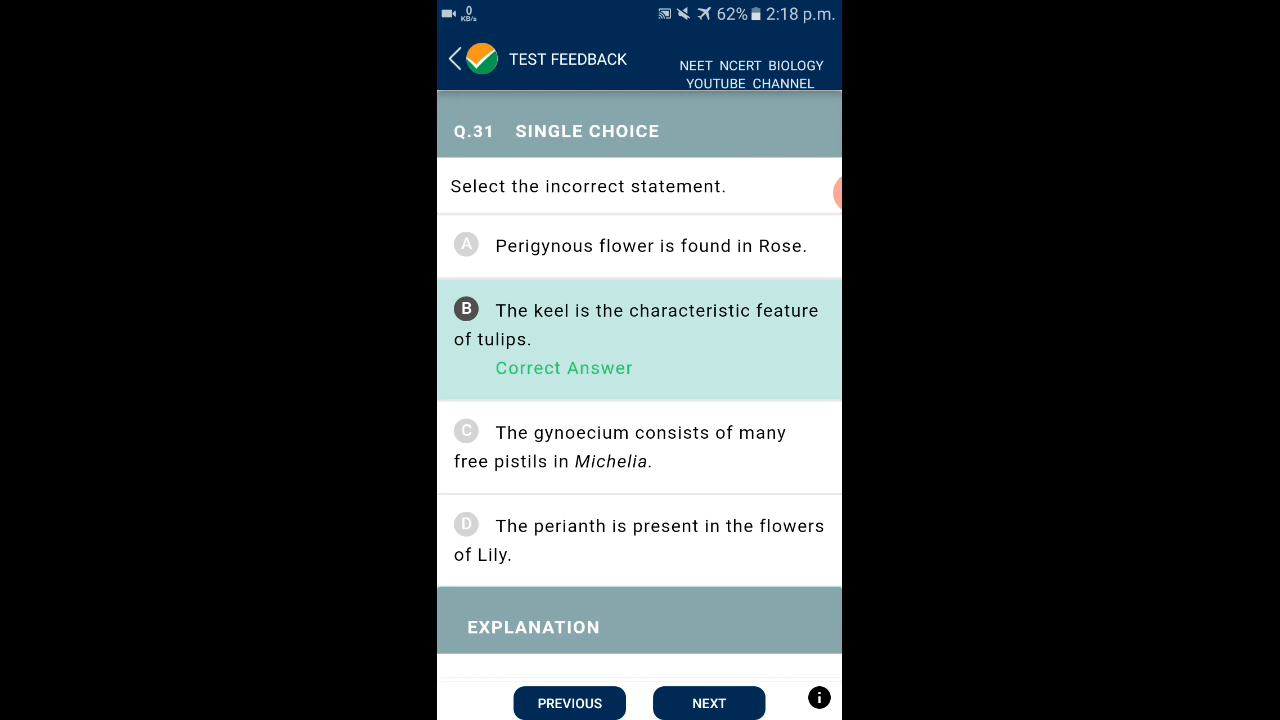 0
KB/s
62% 2:18 p.m.
TEST FEEDBACK
NEET NCERT BIOLOGY
YOUTUBE CHANNEL
Q.31 SINGLE CHOICE
Select the incorrect statement.
A Perigynous flower is found in Rose.
B The keel is the characteristic feature
of tulips.
Correct Answer
C The gynoecium consists of many
free pistils in Michelia.
D The perianth is present in the flowers
of Lily.
EXPLANATION
PREVIOUS NEXT